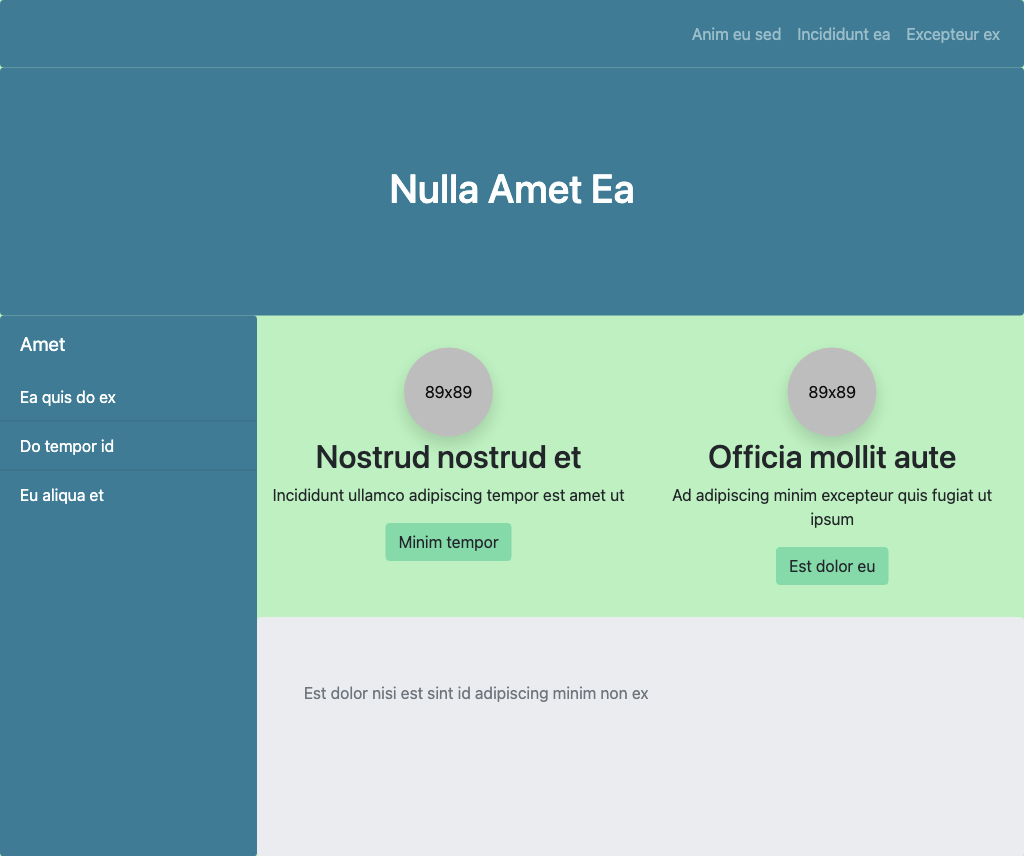 Anim eu sed Incididunt ea Excepteur ex
Nulla Amet Ea
Amet
Ea quis do ex
Do tempor id
Eu aliqua et
89x89
Nostrud nostrud et
Incididunt ullamco adipiscing tempor est amet ut
Minim tempor
89x89
Officia mollit aute
Ad adipiscing minim excepteur quis fugiat ut
ipsum
Est dolor eu
Est dolor nisi est sint id adipiscing minim non ex